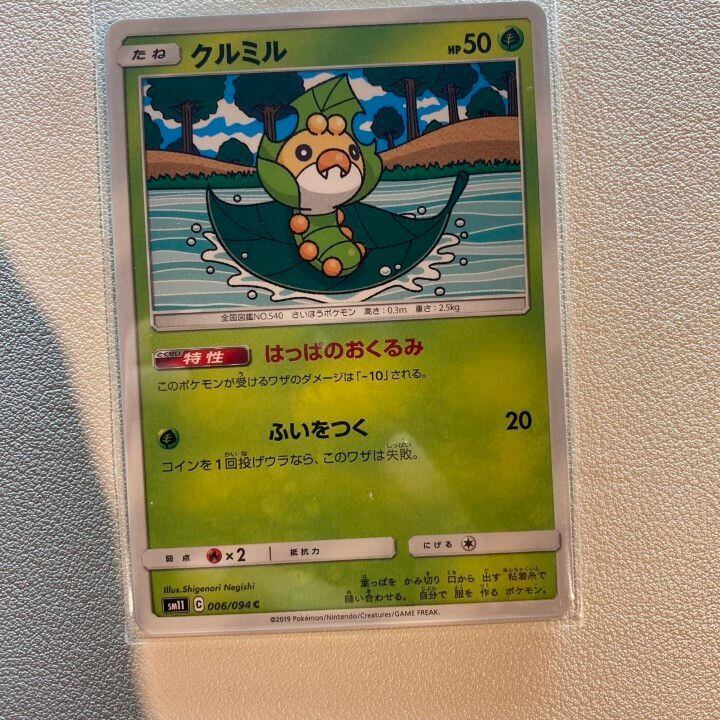 たね クルミル HP50
全国図鑑NO.540 さいほうポケモン 高さ：0.3m 重さ：2.5kg
とくせい
特性 はっぱのおくるみ
このポケモンが受けるワザのダメージは「-10」される。
ふいをつく 20
コインを1回投げウラなら、このワザは失敗。
弱点 ×2 抵抗力 にげる
Illus.Shigenori Negishi
葉っぱを かみ切り 口から 出す 粘着糸で
縫い合わせる。自分で 服を 作る ポケモン。
sm11 C 006/094 C
©2019 Pokémon/Nintendo/Creatures/GAME FREAK.